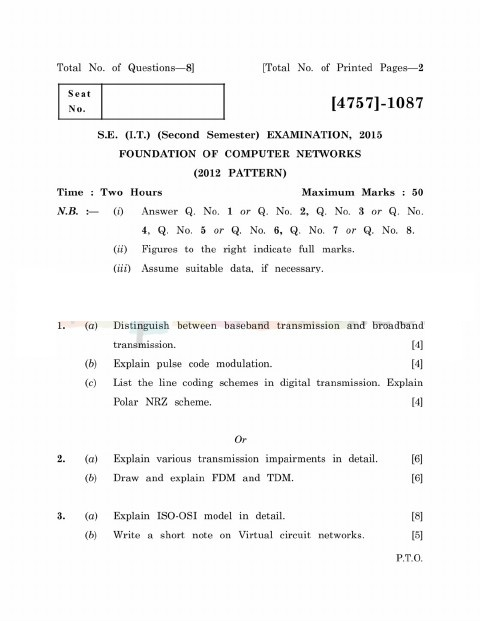 Total No. of Questions—8]    [Total No. of Printed Pages—2
Seat
No.
[4757]-1087
S.E. (I.T.) (Second Semester) EXAMINATION, 2015
FOUNDATION OF COMPUTER NETWORKS
(2012 PATTERN)
Time : Two Hours    Maximum Marks : 50
N.B. :— (i) Answer Q. No. 1 or Q. No. 2, Q. No. 3 or Q. No.
4, Q. No. 5 or Q. No. 6, Q. No. 7 or Q. No. 8.
(ii) Figures to the right indicate full marks.
(iii) Assume suitable data, if necessary.
1. (a) Distinguish between baseband transmission and broadband
transmission. [4]
(b) Explain pulse code modulation. [4]
(c) List the line coding schemes in digital transmission. Explain
Polar NRZ scheme. [4]
Or
2. (a) Explain various transmission impairments in detail. [6]
(b) Draw and explain FDM and TDM. [6]
3. (a) Explain ISO-OSI model in detail. [8]
(b) Write a short note on Virtual circuit networks. [5]
P.T.O.